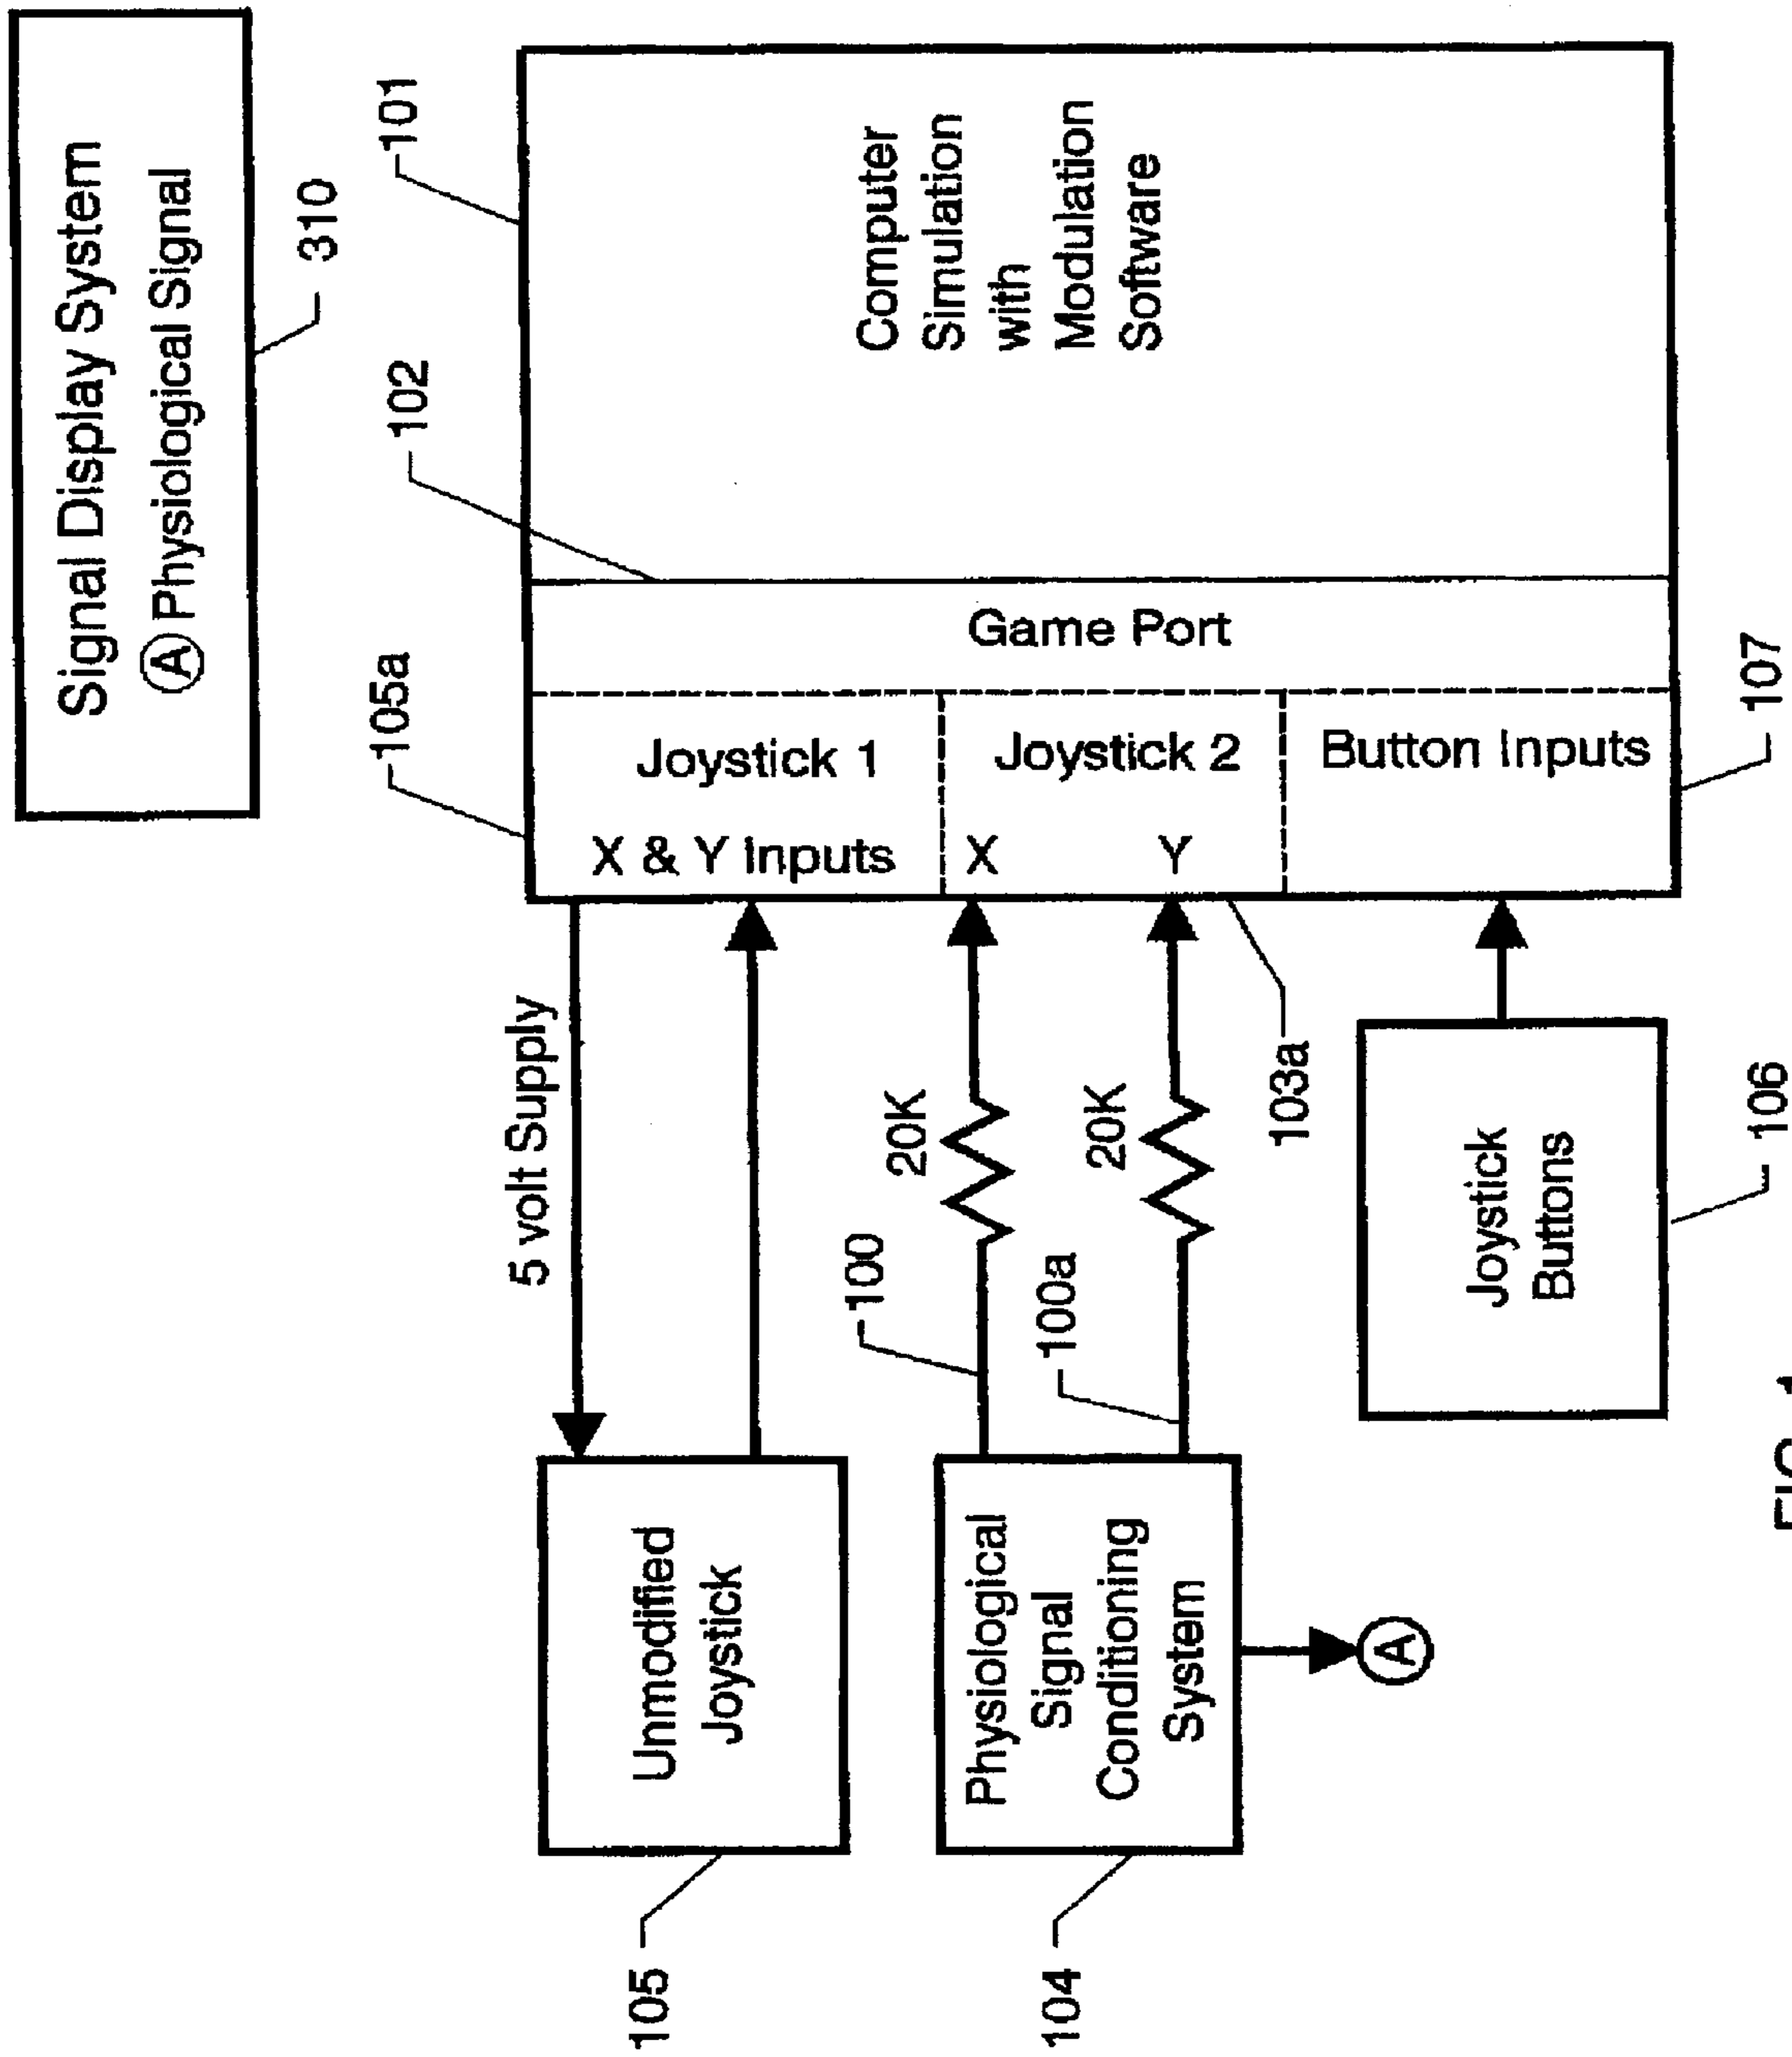 Signal Display System
A Physiological Signal
310
101
102
105a
5 volt Supply
Computer
Simulation
with
Modulation
Software
Game Port
Joystick 1
X & Y Inputs
Joystick 2
X
Y
Button Inputs
107
105
Unmodified
Joystick
104
Physiological
Signal
Conditioning
System
100
20K
100a
20K
103a
A
Joystick
Buttons
106